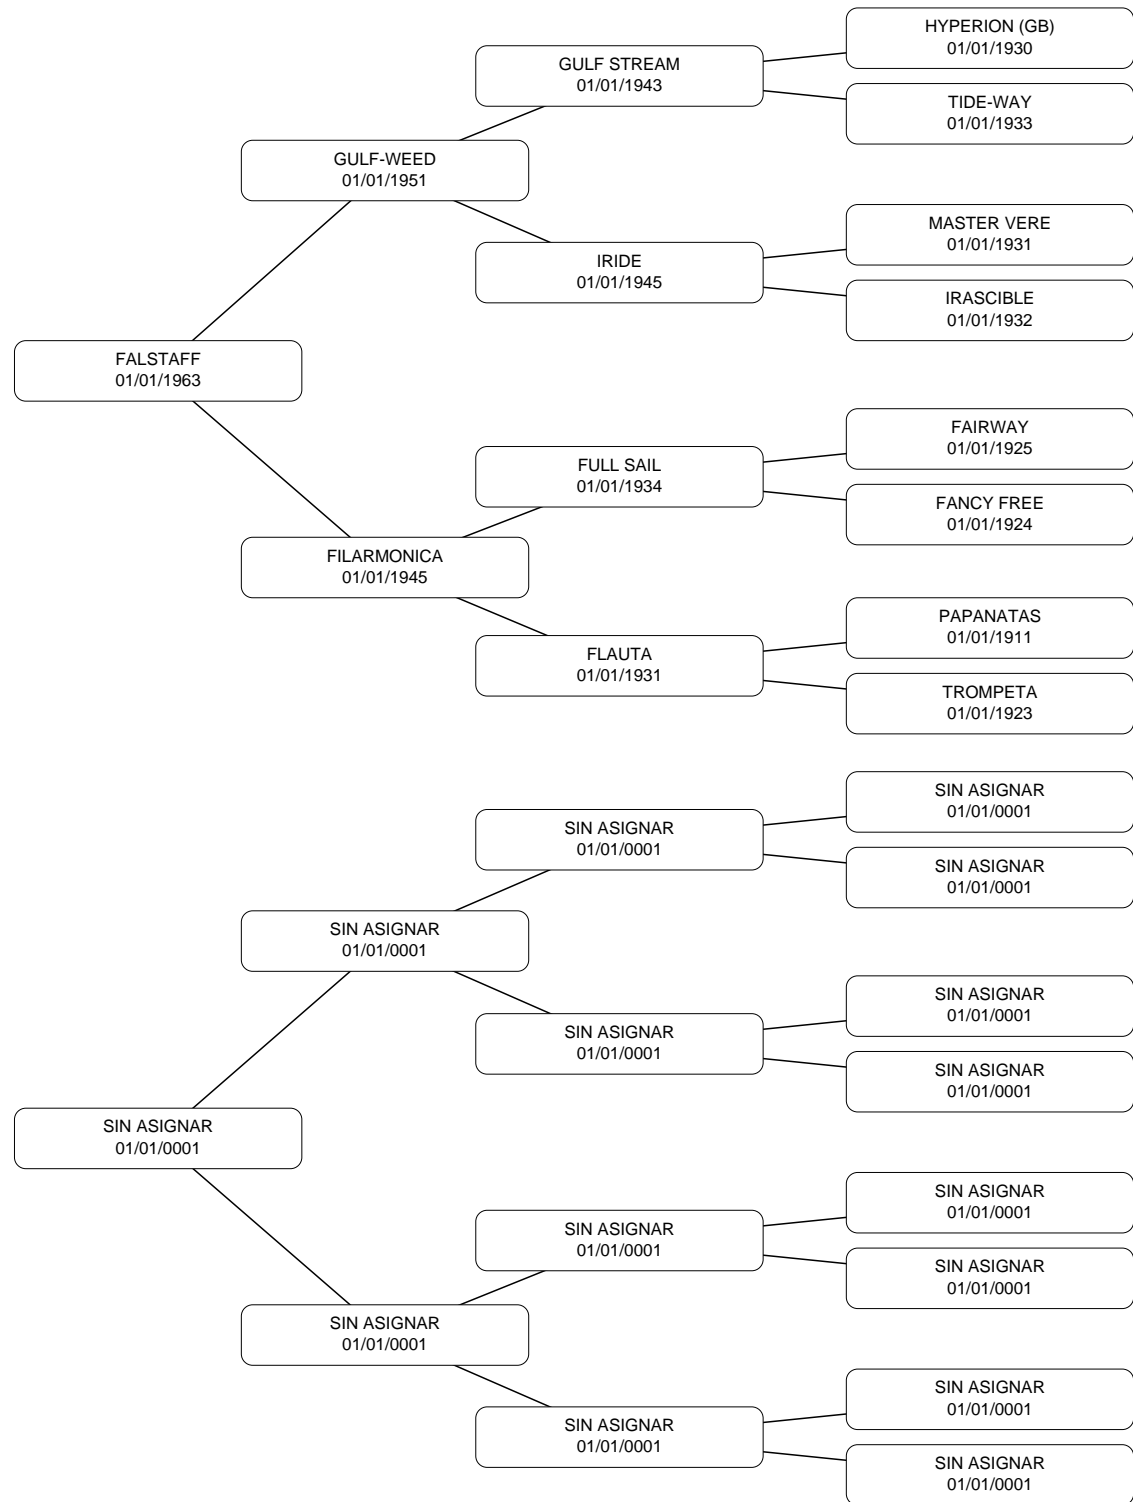 HYPERION (GB)
01/01/1930
GULF STREAM
01/01/1943
TIDE-WAY
01/01/1933
GULF-WEED
01/01/1951
MASTER VERE
01/01/1931
IRIDE
01/01/1945
IRASCIBLE
01/01/1932
FALSTAFF
01/01/1963
FAIRWAY
01/01/1925
FULL SAIL
01/01/1934
FANCY FREE
01/01/1924
FILARMONICA
01/01/1945
PAPANATAS
01/01/1911
FLAUTA
01/01/1931
TROMPETA
01/01/1923
SIN ASIGNAR
01/01/0001
SIN ASIGNAR
01/01/0001
SIN ASIGNAR
01/01/0001
SIN ASIGNAR
01/01/0001
SIN ASIGNAR
01/01/0001
SIN ASIGNAR
01/01/0001
SIN ASIGNAR
01/01/0001
SIN ASIGNAR
01/01/0001
SIN ASIGNAR
01/01/0001
SIN ASIGNAR
01/01/0001
SIN ASIGNAR
01/01/0001
SIN ASIGNAR
01/01/0001
SIN ASIGNAR
01/01/0001
SIN ASIGNAR
01/01/0001
SIN ASIGNAR
01/01/0001